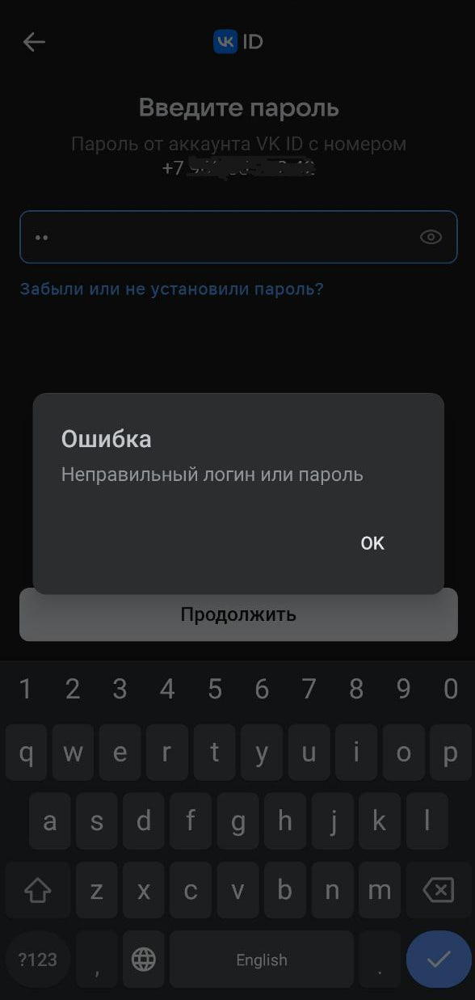 VK ID
Введите пароль
Пароль от аккаунта VK ID с номером
+7
••
Забыли или не установили пароль?
Ошибка
Неправильный логин или пароль
OK
Продолжить
1 2 3 4 5 6 7 8 9 0
q w e r t y u i o p
a s d f g h j k l
z x c v b n m
?123 , English .